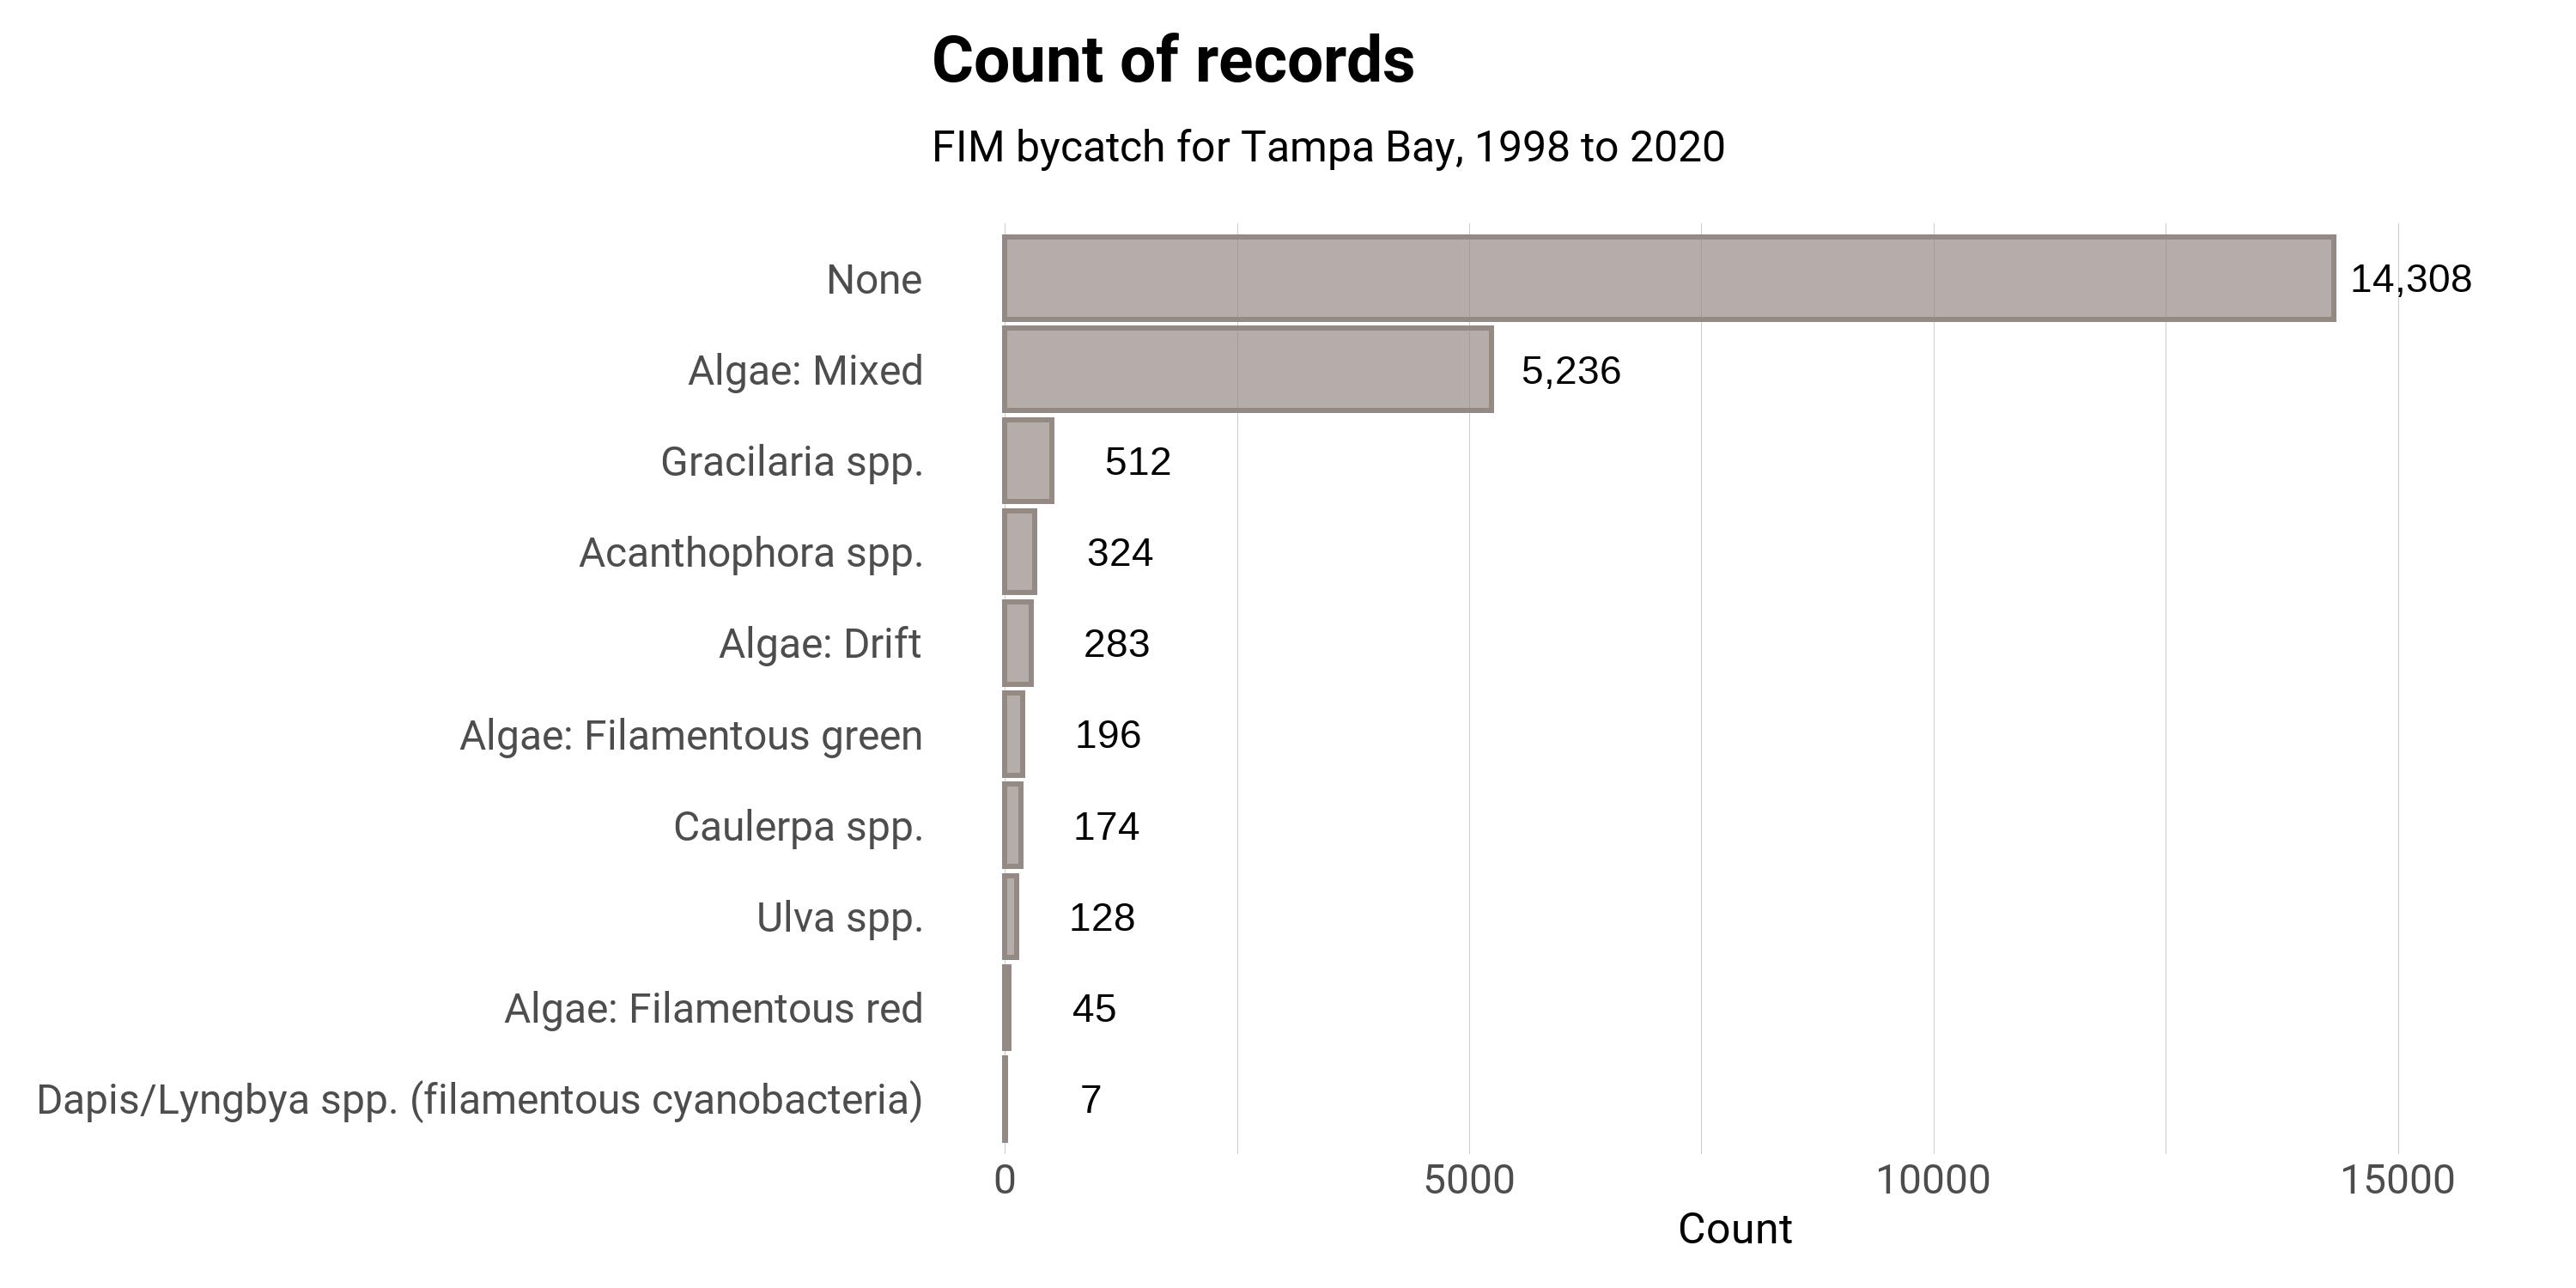 Count of records
FIM bycatch for Tampa Bay, 1998 to 2020
None 14,308
Algae: Mixed 5,236
Gracilaria spp. 512
Acanthophora spp. 324
Algae: Drift 283
Algae: Filamentous green 196
Caulerpa spp. 174
Ulva spp. 128
Algae: Filamentous red 45
Dapis/Lyngbya spp. (filamentous cyanobacteria) 7
0 5000 10000 15000
Count